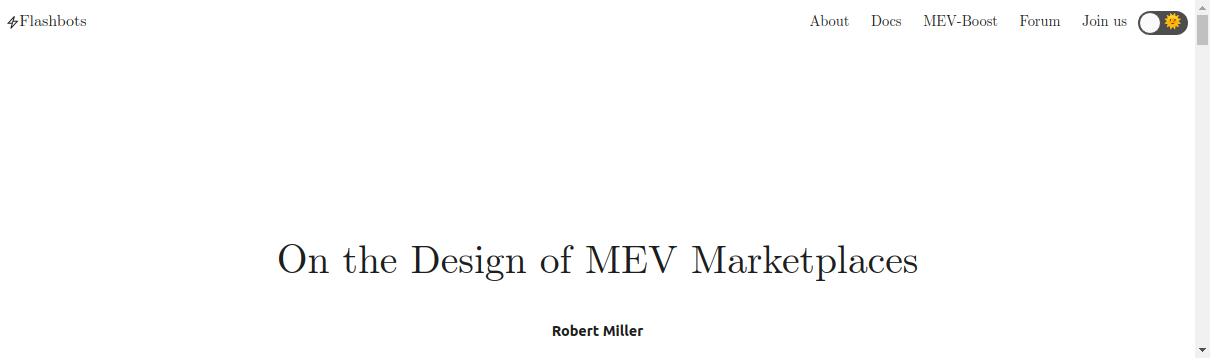 Flashbots About Docs MEV-Boost Forum Join us
On the Design of MEV Marketplaces
Robert Miller